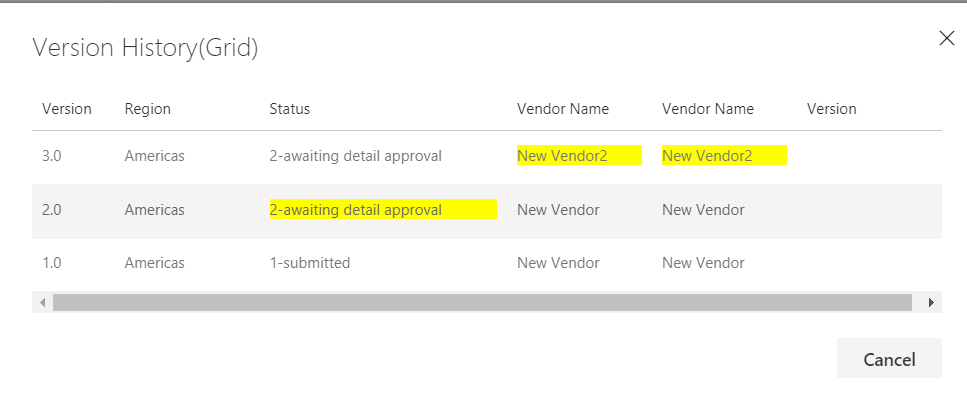 Version History(Grid)
Version Region Status Vendor Name Vendor Name Version
3.0 Americas 2-awaiting detail approval New Vendor2 New Vendor2
2.0 Americas 2-awaiting detail approval New Vendor New Vendor
1.0 Americas 1-submitted New Vendor New Vendor
Cancel